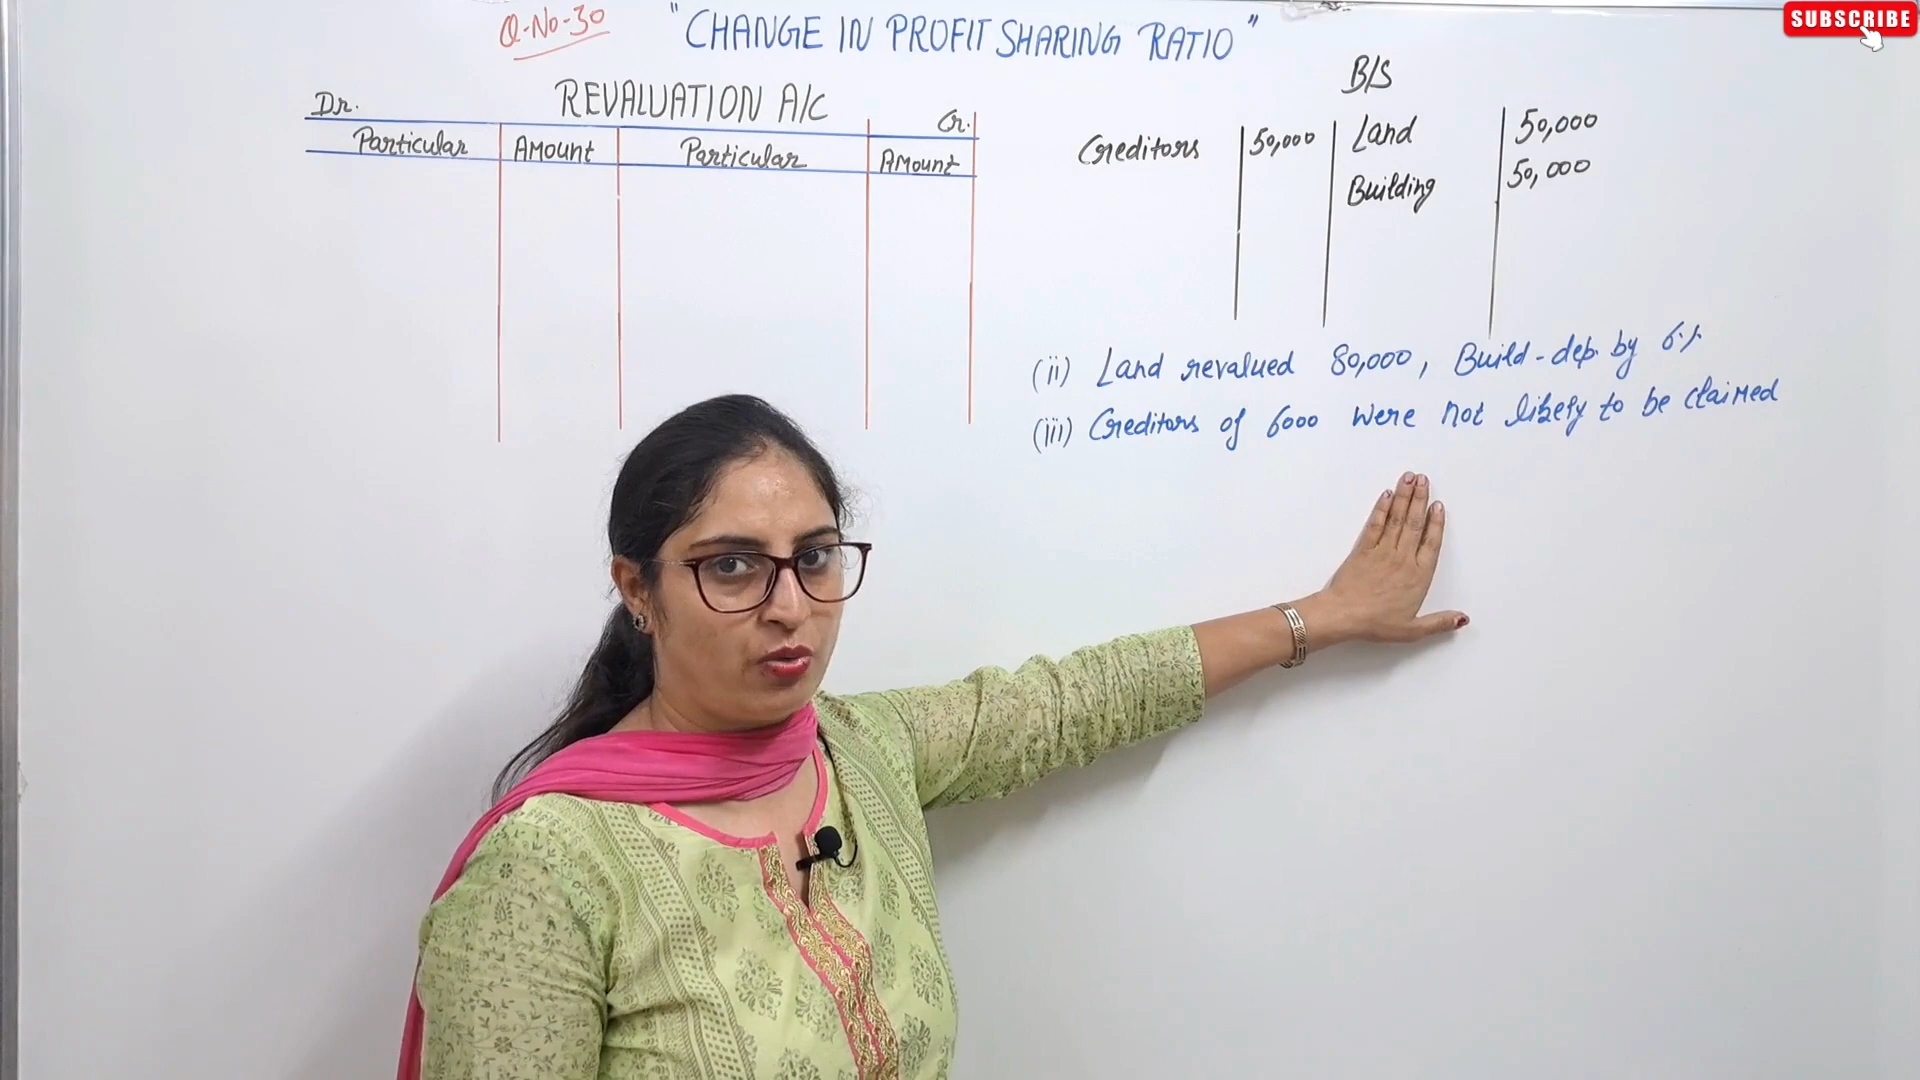 Q-No-30 "CHANGE IN PROFIT SHARING RATIO"
SUBSCRIBE
REVALUATION A/C
Dr.
Cr.
Particular Amount Particular Amount
B/S
Creditors 50,000 Land 50,000
Building 50,000
(ii) Land revalued 80,000, Build-dep. by 6%
(iii) Creditors of 6000 were not likely to be claimed